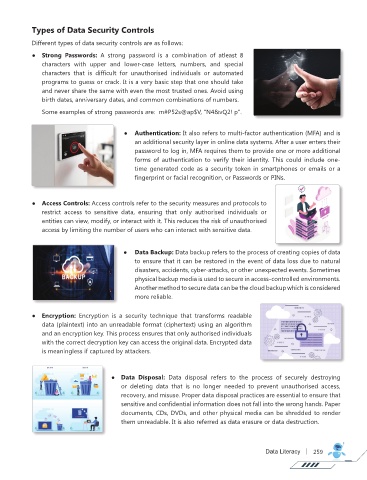 Types of Data Security Controls
Different types of data security controls are as follows:
● Strong Passwords: A strong password is a combination of atleast 8
characters with upper and lower-case letters, numbers, and special
characters that is difficult for unauthorised individuals or automated
programs to guess or crack. It is a very basic step that one should take
and never share the same with even the most trusted ones. Avoid using
birth dates, anniversary dates, and common combinations of numbers.
Some examples of strong passwords are:
● Authentication: It also refers to multi-factor authentication (MFA) and is
an additional security layer in online data systems. After a user enters their
password to log in, MFA requires them to provide one or more additional
forms of authentication to verify their identity. This could include one-
time generated code as a security token in smartphones or emails or a
fingerprint or facial recognition, or Passwords or PINs.
● Access Controls: Access controls refer to the security measures and protocols to
restrict access to sensitive data, ensuring that only authorised individuals or
entities can view, modify, or interact with it. This reduces the risk of unauthorised
access by limiting the number of users who can interact with sensitive data.
● Data Backup: Data backup refers to the process of creating copies of data
to ensure that it can be restored in the event of data loss due to natural
disasters, accidents, cyber-attacks, or other unexpected events. Sometimes
physical backup media is used to secure in access-controlled environments.
Another method to secure data can be the cloud backup which is considered
more reliable.
BACKUP
● Encryption: Encryption is a security technique that transforms readable
data (plaintext) into an unreadable format (ciphertext) using an algorithm
and an encryption key. This process ensures that only authorised individuals
with the correct decryption key can access the original data. Encrypted data
is meaningless if captured by attackers.
● Data Disposal: Data disposal refers to the process of securely destroying
or deleting data that is no longer needed to prevent unauthorised access,
recovery, and misuse. Proper data disposal practices are essential to ensure that
sensitive and confidential information does not fall into the wrong hands. Paper
documents, CDs, DVDs, and other physical media can be shredded to render
them unreadable. It is also referred as data erasure or data destruction.
Data Literacy | 259